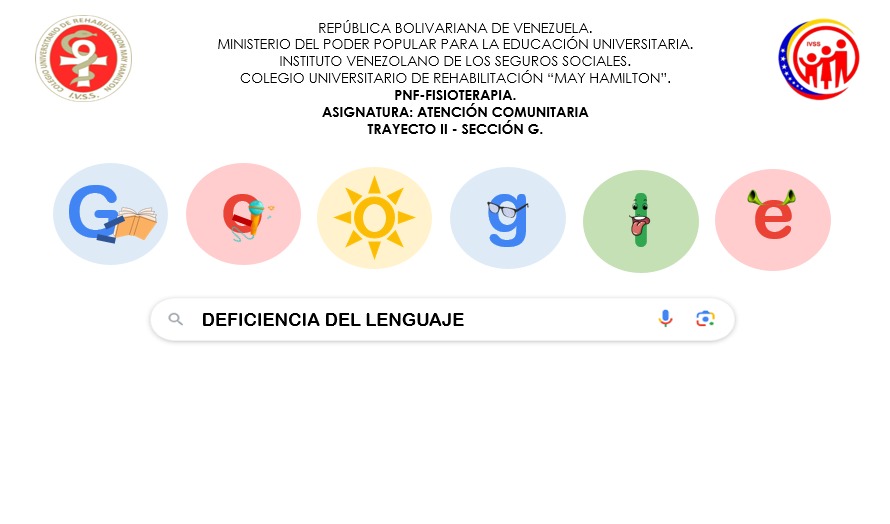 REPÚBLICA BOLIVARIANA DE VENEZUELA.
MINISTERIO DEL PODER POPULAR PARA LA EDUCACIÓN UNIVERSITARIA.
INSTITUTO VENEZOLANO DE LOS SEGUROS SOCIALES.
COLEGIO UNIVERSITARIO DE REHABILITACIÓN “MAY HAMILTON”.
PNF-FISIOTERAPIA.
ASIGNATURA: ATENCIÓN COMUNITARIA
TRAYECTO II - SECCIÓN G.
COLEGIO UNIVERSITARIO DE REHABILITACION MAY HAMILTON
I.V.S.S.
IVSS
G o o g l e
DEFICIENCIA DEL LENGUAJE